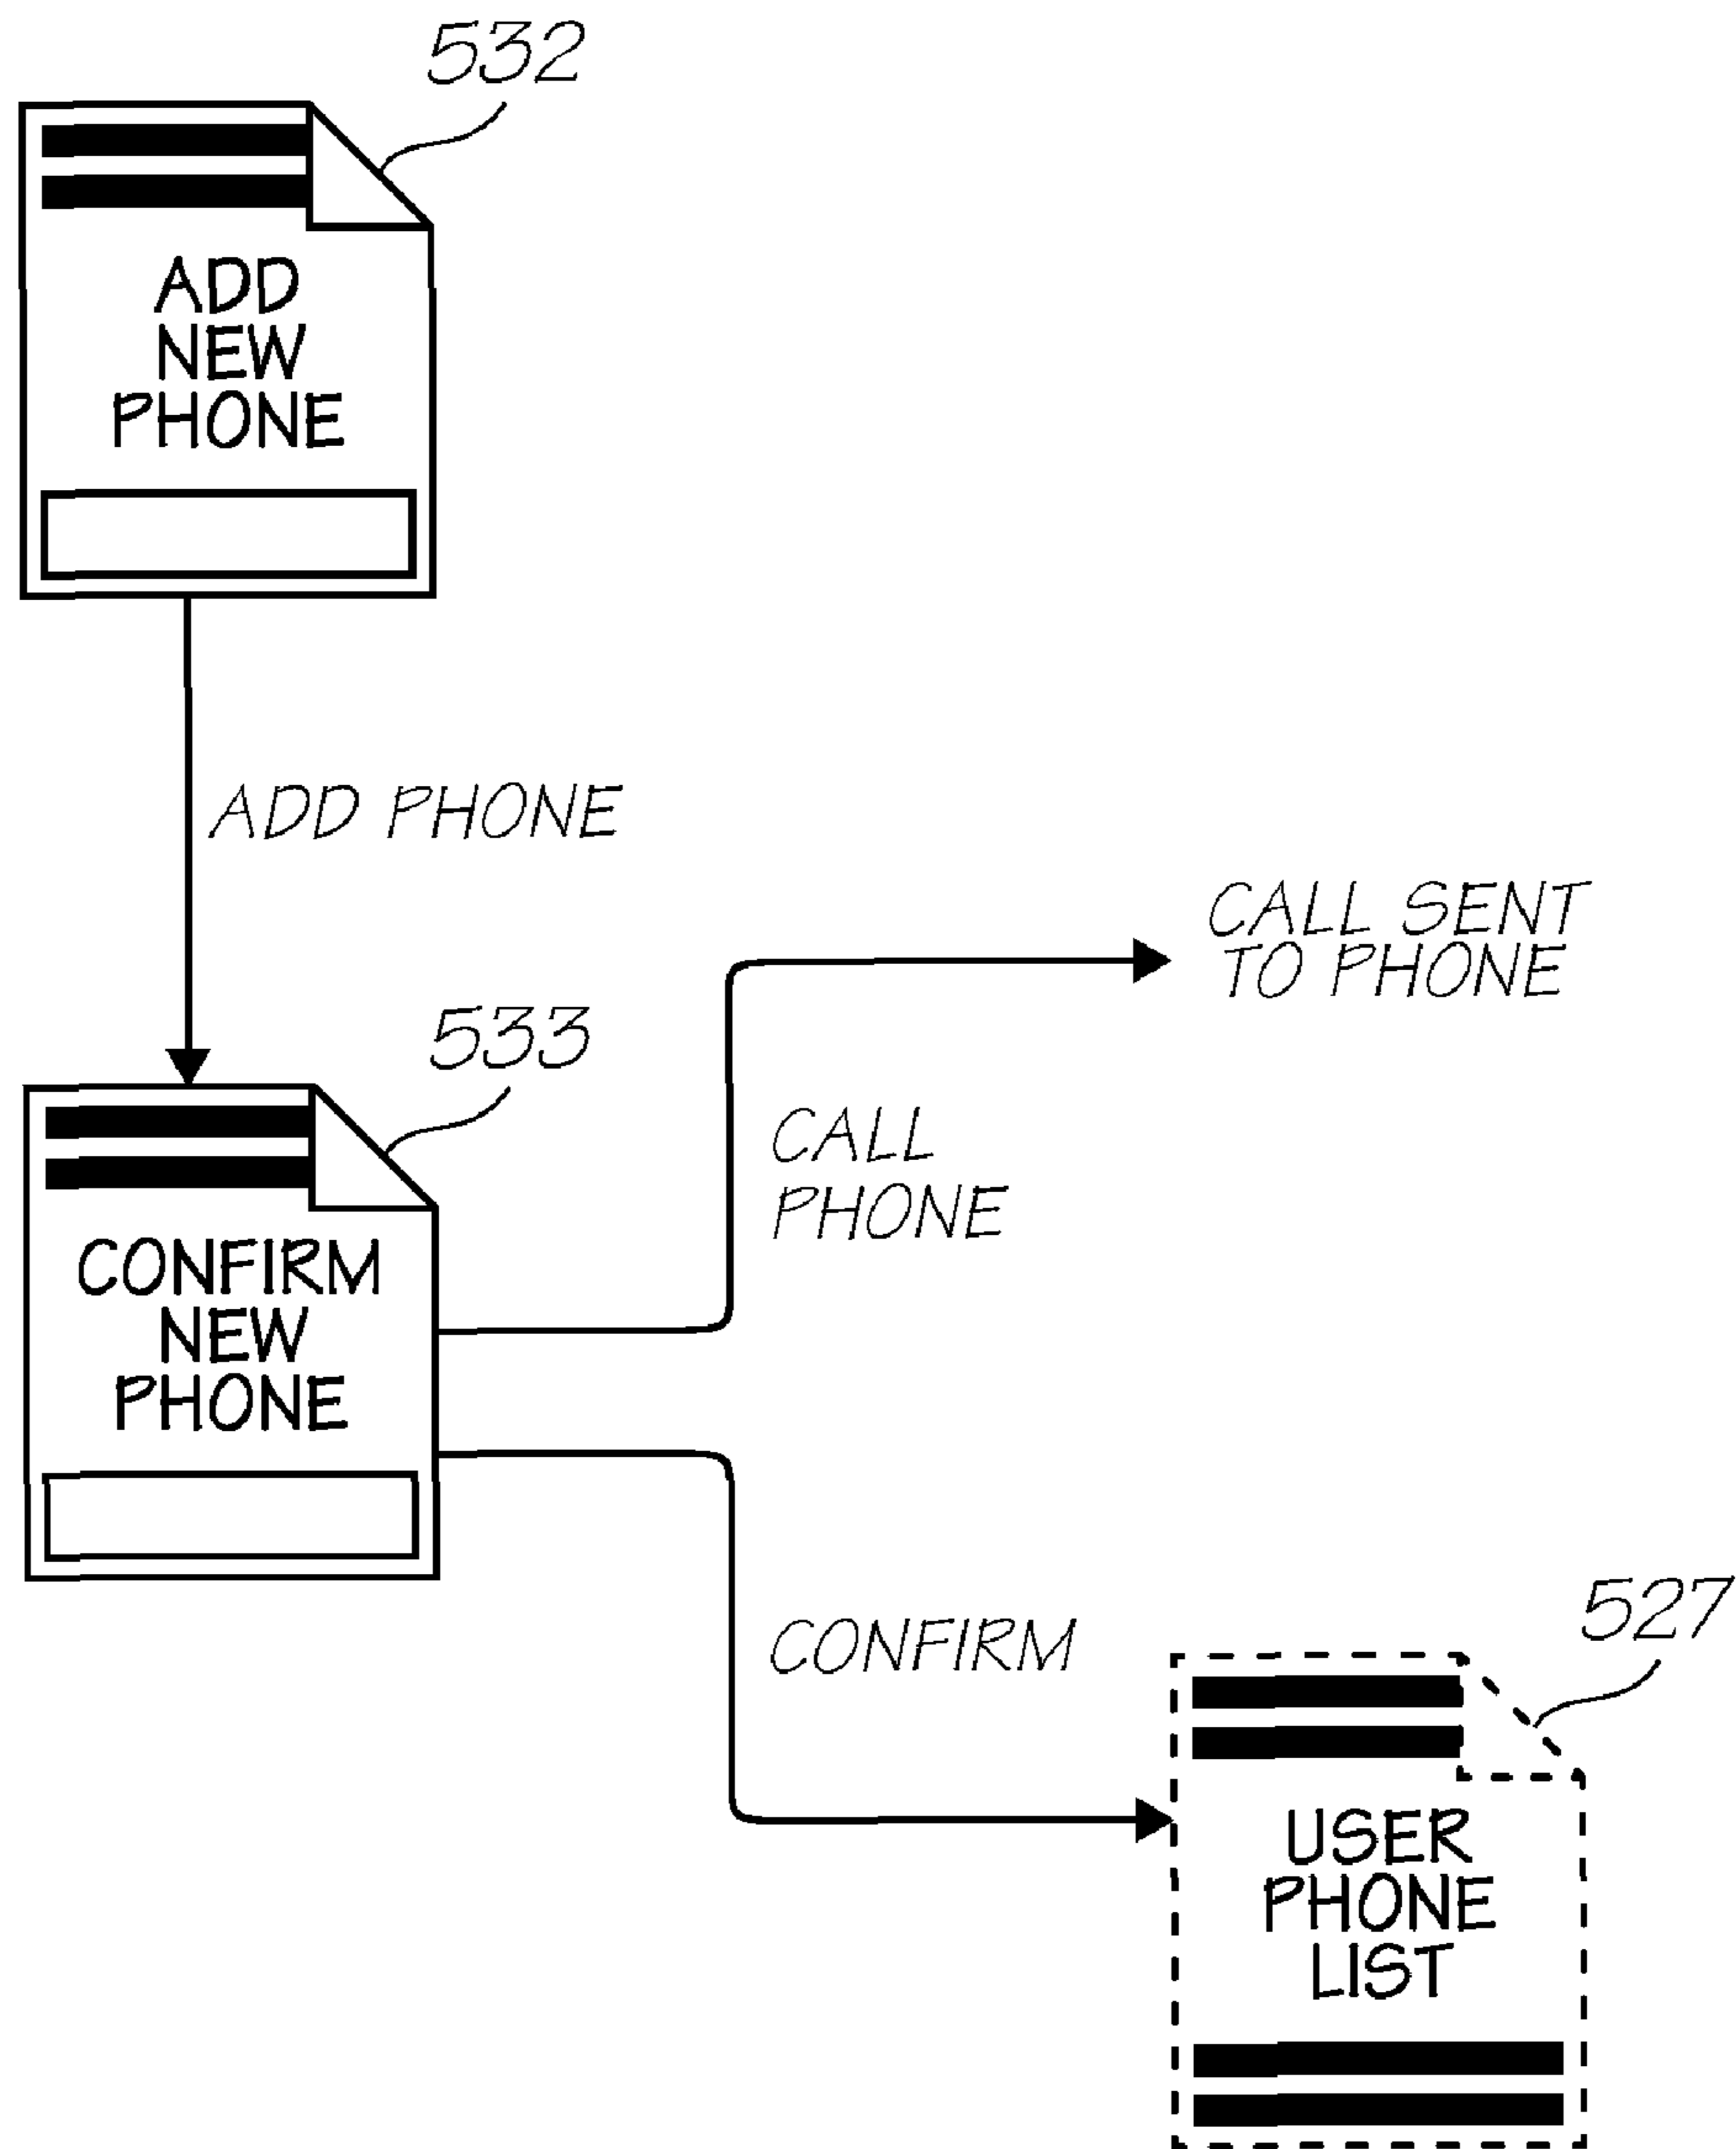 532
ADD
NEW
PHONE
ADD PHONE
CALL SENT
TO PHONE
533
CALL
PHONE
CONFIRM
NEW
PHONE
CONFIRM
527
USER
PHONE
LIST